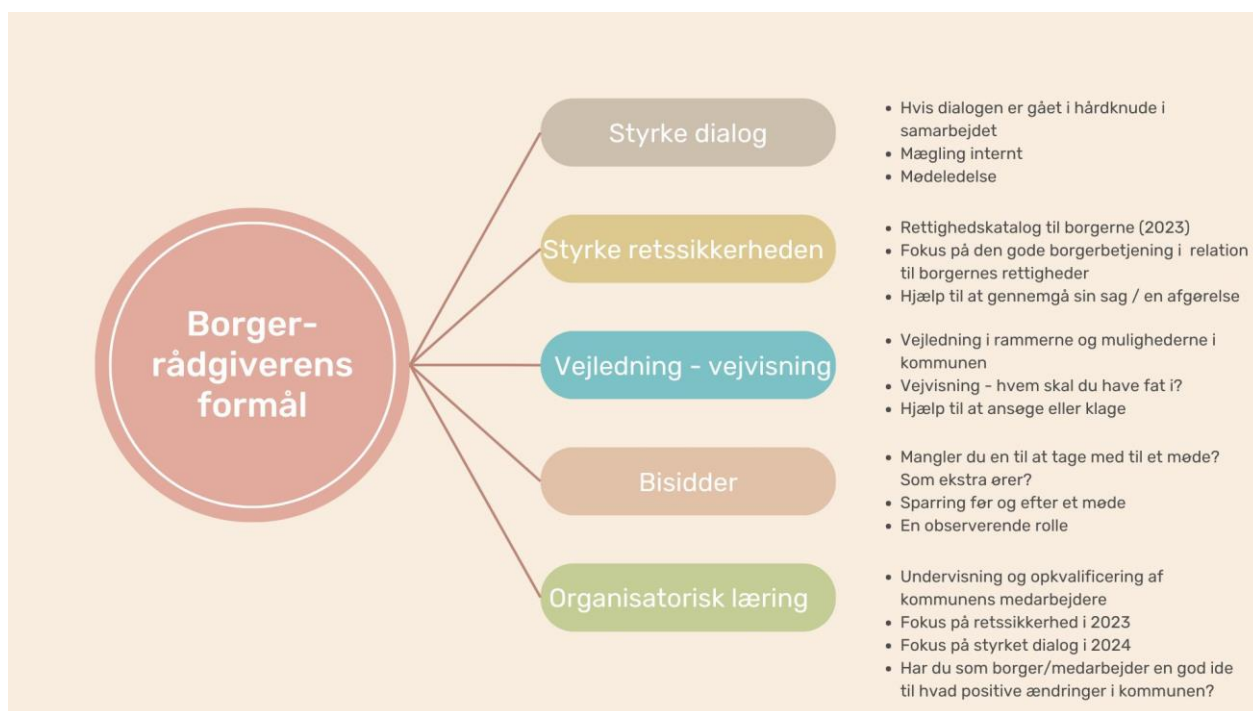 Borger-
rådgiverens
formål
Styrke dialog
• Hvis dialogen er gået i hårdknude i
samarbejdet
• Mægling internt
• Mødeledelse
Styrke retssikkerheden
• Rettighedskatalog til borgerne (2023)
• Fokus på den gode borgerbetjening i relation
til borgernes rettigheder
• Hjælp til at gennemgå sin sag / en afgørelse
Vejledning - vejvisning
• Vejledning i rammerne og mulighederne i
kommunen
• Vejvisning - hvem skal du have fat i?
• Hjælp til at ansøge eller klage
Bisidder
• Mangler du en til at tage med til et møde?
Som ekstra ører?
• Sparring før og efter et møde
• En observerende rolle
Organisatorisk læring
• Undervisning og opkvalificering af
kommunens medarbejdere
• Fokus på retssikkerhed i 2023
• Fokus på styrket dialog i 2024
• Har du som borger/medarbejder en god ide
til hvad positive ændringer i kommunen?